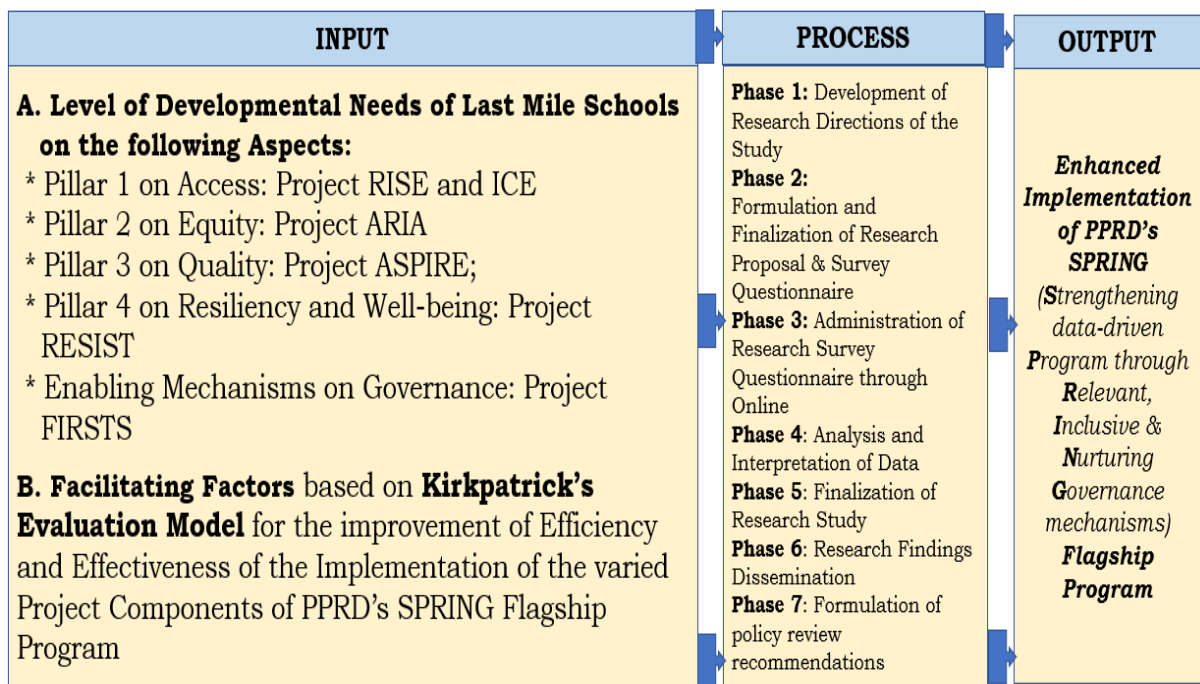 INPUT
A. Level of Developmental Needs of Last Mile Schools
on the following Aspects:
* Pillar 1 on Access: Project RISE and ICE
* Pillar 2 on Equity: Project ARIA
* Pillar 3 on Quality: Project ASPIRE;
* Pillar 4 on Resiliency and Well-being: Project
RESIST
* Enabling Mechanisms on Governance: Project
FIRSTS
B. Facilitating Factors based on Kirkpatrick’s
Evaluation Model for the improvement of Efficiency
and Effectiveness of the Implementation of the varied
Project Components of PPRD’s SPRING Flagship
Program
PROCESS
Phase 1: Development of
Research Directions of the
Study
Phase 2:
Formulation and
Finalization of Research
Proposal & Survey
Questionnaire
Phase 3: Administration of
Research Survey
Questionnaire through
Online
Phase 4: Analysis and
Interpretation of Data
Phase 5: Finalization of
Research Study
Phase 6: Research Findings
Dissemination
Phase 7: Formulation of
policy review
recommendations
OUTPUT
Enhanced
Implementation
of PPRD’s
SPRING
(Strengthening
data-driven
Program through
Relevant,
Inclusive &
Nurturing
Governance
mechanisms)
Flagship
Program